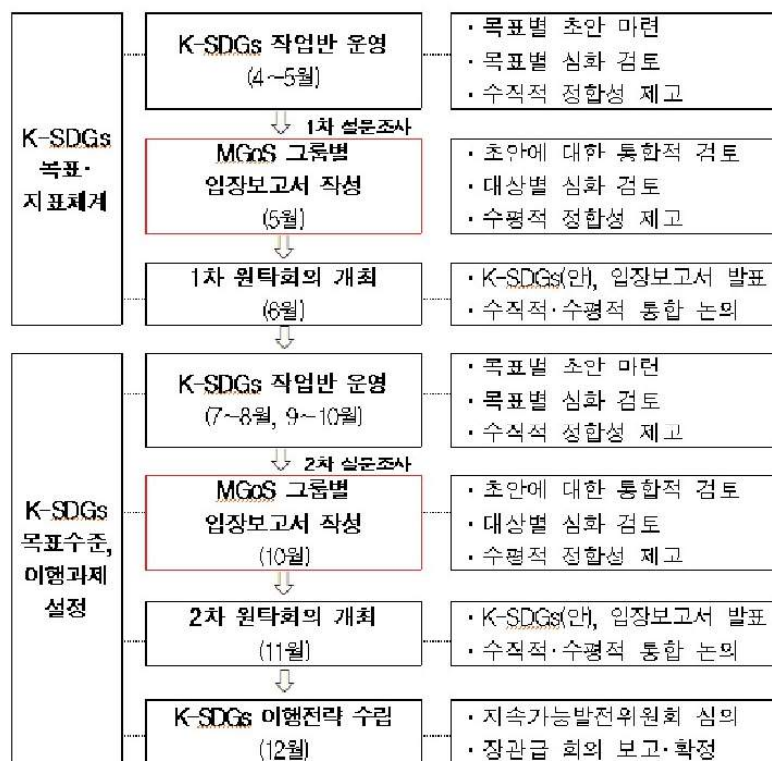 K-SDGs
목표·
지표체계
K-SDGs 작업반 운영
(4~5월)
· 목표별 초안 마련
· 목표별 심화 검토
· 수직적 정합성 제고
1차 설문조사
MGoS 그룹별
입장보고서 작성
(5월)
· 초안에 대한 통합적 검토
· 대상별 심화 검토
· 수평적 정합성 제고
1차 원탁회의 개최
(6월)
· K-SDGs(안), 입장보고서 발표
· 수직적·수평적 통합 논의
K-SDGs
목표수준,
이행과제
설정
K-SDGs 작업반 운영
(7~8월, 9~10월)
· 목표별 초안 마련
· 목표별 심화 검토
· 수직적 정합성 제고
2차 설문조사
MGoS 그룹별
입장보고서 작성
(10월)
· 초안에 대한 통합적 검토
· 대상별 심화 검토
· 수평적 정합성 제고
2차 원탁회의 개최
(11월)
· K-SDGs(안), 입장보고서 발표
· 수직적·수평적 통합 논의
K-SDGs 이행전략 수립
(12월)
· 지속가능발전위원회 심의
· 장관급 회의 보고·확정